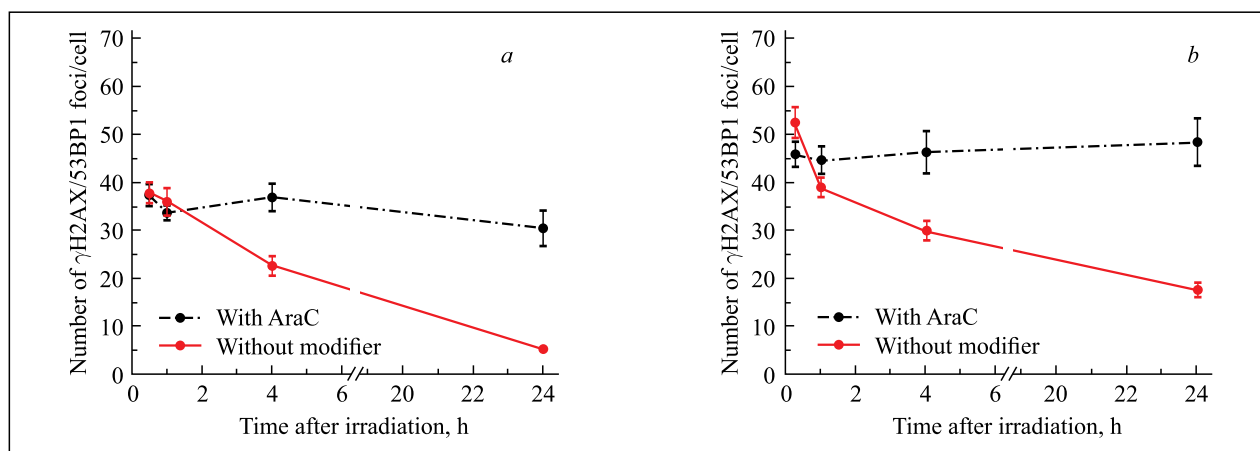 a
Number of γH2AX/53BP1 foci/cell
70
60
50
40
30
20
10
0
With AraC
Without modifier
0 2 4 6 20 22 24
Time after irradiation, h
b
Number of γH2AX/53BP1 foci/cell
70
60
50
40
30
20
10
0
With AraC
Without modifier
0 2 4 6 20 22 24
Time after irradiation, h